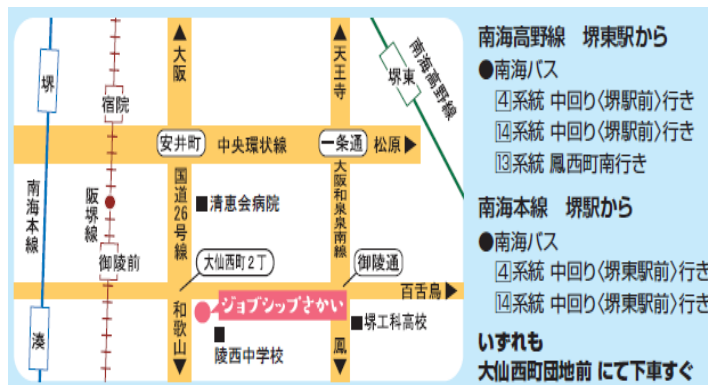 堺
宿院
▲大阪
▲天王寺
南海高野線
堺東
安井町
中央環状線
一条通
松原▶
南海本線
阪堺線
国道26号線
■清恵会病院
大阪和泉泉南線
御陵前
大仙西町2丁
御陵通
百舌鳥▶
和歌山▼
ジョブシップさかい
■堺工科高校
湊
■陵西中学校
鳳▼
南海高野線 堺東駅から
●南海バス
4系統 中回り〈堺駅前〉行き
14系統 中回り〈堺駅前〉行き
13系統 鳳西町南行き
南海本線 堺駅から
●南海バス
4系統 中回り〈堺東駅前〉行き
14系統 中回り〈堺東駅前〉行き
いずれも
大仙西町団地前 にて下車すぐ